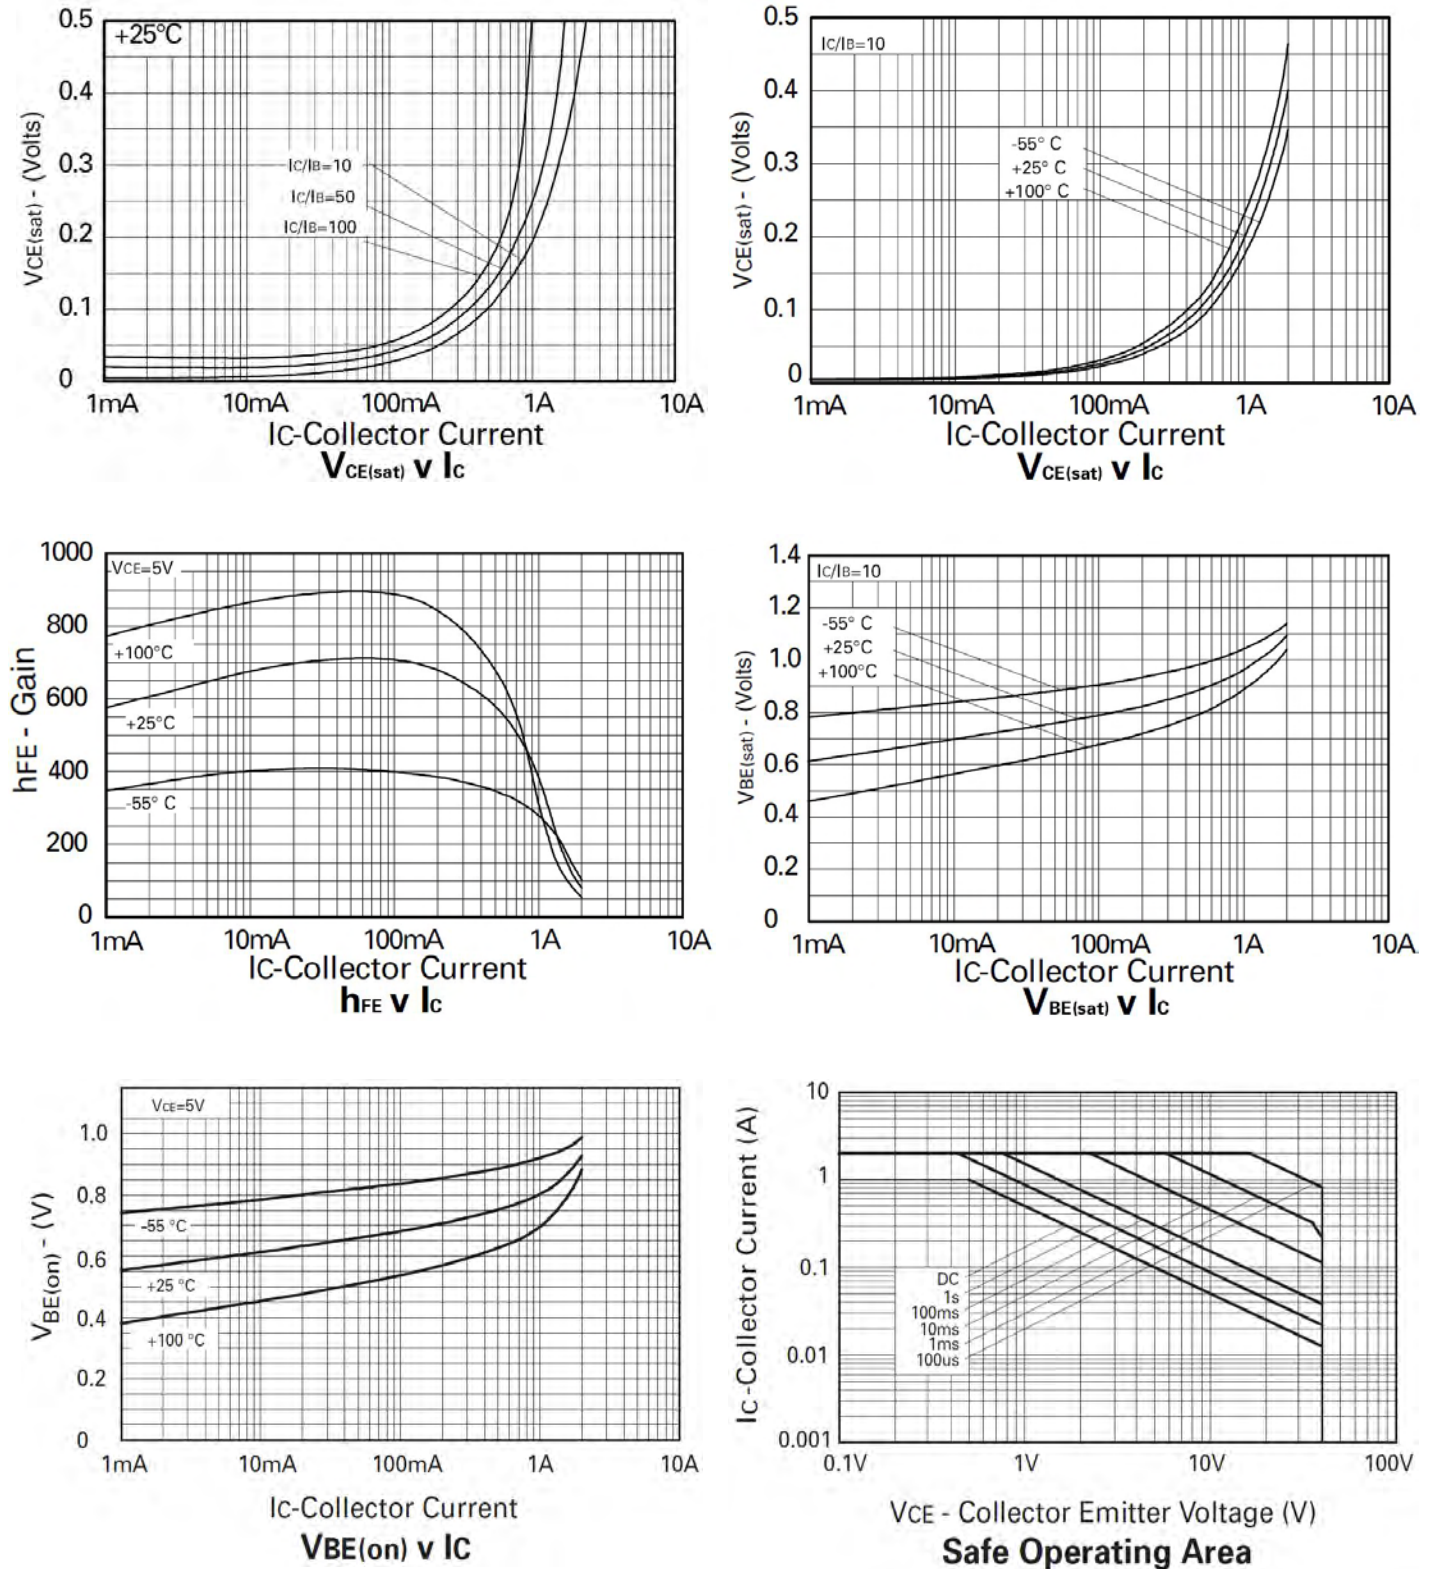 +25°C
0.5
0.4
0.3
0.2
0.1
0
VCE(sat) - (Volts)
IC/IB=10
IC/IB=50
IC/IB=100
1mA 10mA 100mA 1A 10A
IC-Collector Current
VCE(sat) v IC
IC/IB=10
0.5
0.4
0.3
0.2
0.1
0
VCE(sat) - (Volts)
-55° C
+25° C
+100° C
1mA 10mA 100mA 1A 10A
IC-Collector Current
VCE(sat) v IC
VCE=5V
1000
800
600
400
200
0
hFE - Gain
+100°C
+25°C
-55° C
1mA 10mA 100mA 1A 10A
IC-Collector Current
hFE v IC
IC/IB=10
1.4
1.2
1.0
0.8
0.6
0.4
0.2
0
VBE(sat) - (Volts)
-55° C
+25°C
+100°C
1mA 10mA 100mA 1A 10A
IC-Collector Current
VBE(sat) v IC
VCE=5V
1.0
0.8
0.6
0.4
0.2
0
VBE(on) - (V)
-55 °C
+25 °C
+100 °C
1mA 10mA 100mA 1A 10A
IC-Collector Current
VBE(on) v IC
10
1
0.1
0.01
0.001
IC -Collector Current (A)
DC
1s
100ms
10ms
1ms
100us
0.1V 1V 10V 100V
VCE - Collector Emitter Voltage (V)
Safe Operating Area